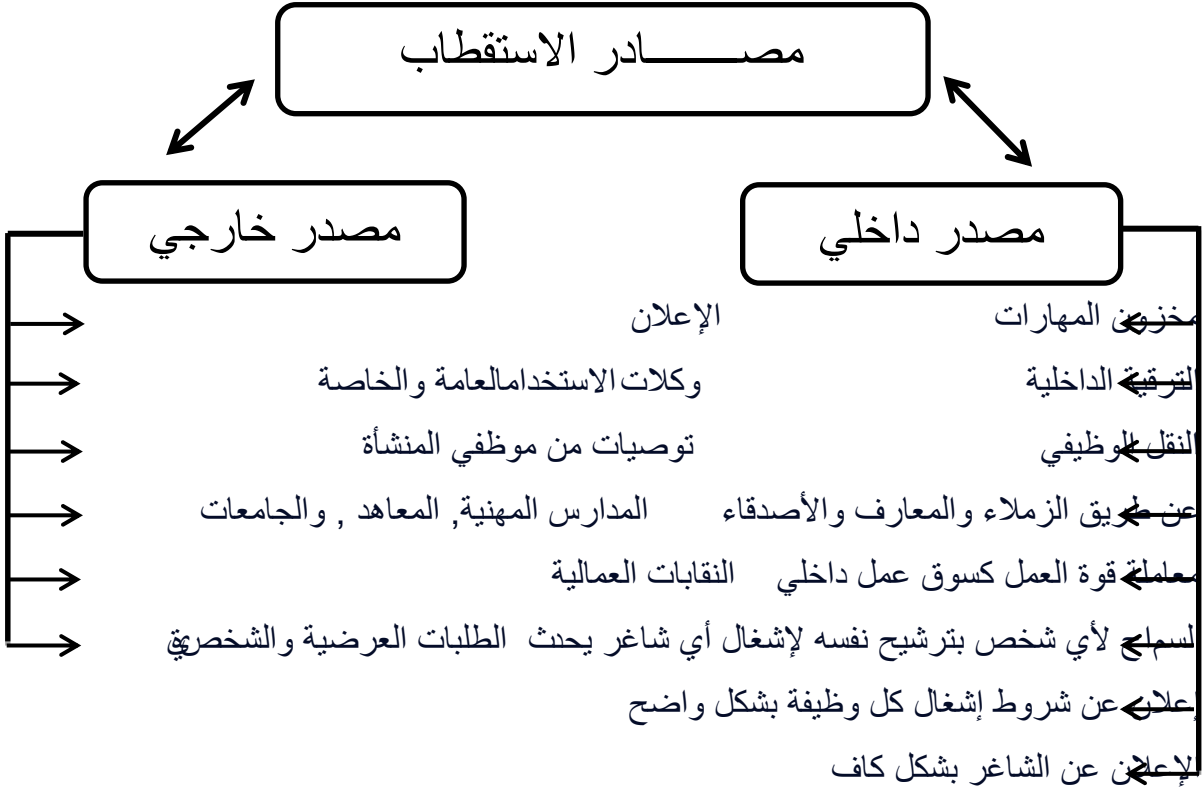 مصـــــــادر الاستقطاب
مصدر داخلي
مصدر خارجي
مخزون المهارات الإعلان
الترقية الداخلية وكلات الاستخدامالعامة والخاصة
النقل الوظيفي توصيات من موظفي المنشأة
عن طريق الزملاء والمعارف والأصدقاء المدارس المهنية, المعاهد , والجامعات
معاملة قوة العمل كسوق عمل داخلي النقابات العمالية
السماح لأي شخص بترشيح نفسه لإشغال أي شاغر يحدث الطلبات العرضية
إعلان عن شروط إشغال كل وظيفة بشكل واضح
الإعلان عن الشاغر بشكل كاف